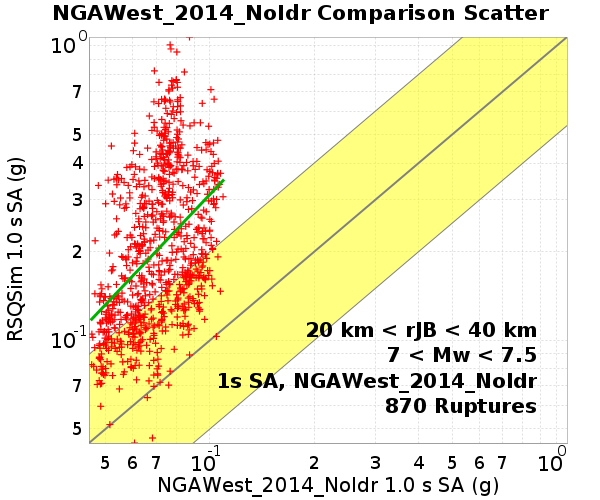 NGAWest_2014_NoIdr Comparison Scatter
10^0
7
5
4
3
2
10^-1
7
5
RSQSim 1.0 s SA (g)
20 km < rJB < 40 km
7 < Mw < 7.5
1s SA, NGAWest_2014_NoIdr
870 Ruptures
5 6 7 10^-1 2 3 4 5 6 7 10^0
NGAWest_2014_NoIdr 1.0 s SA (g)